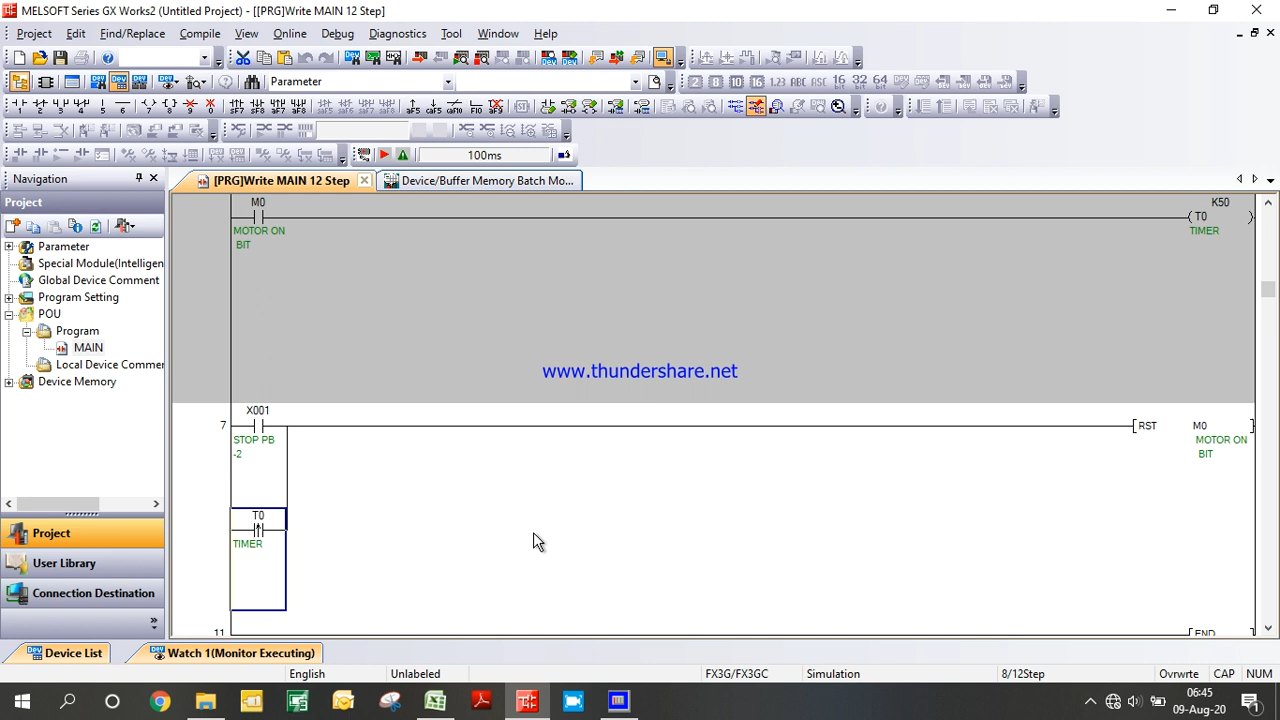 MELSOFT Series GX Works2 (Untitled Project) - [[PRG]Write MAIN 12 Step]
Project Edit Find/Replace Compile View Online Debug Diagnostics Tool Window Help
Parameter
100ms
Navigation
[PRG]Write MAIN 12 Step
Device/Buffer Memory Batch Mo...
Project
Parameter
Special Module(Intelligen
Global Device Comment
Program Setting
POU
Program
MAIN
Local Device Commer
Device Memory
Project
User Library
Connection Destination
M0
MOTOR ON
BIT
K50
T0
TIMER
www.thundershare.net
7
X001
STOP PB
-2
RST M0
MOTOR ON
BIT
T0
TIMER
11
END
Device List
Watch 1(Monitor Executing)
English Unlabeled FX3G/FX3GC Simulation 8/12Step Ovrwrte CAP NUM
06:45
09-Aug-20